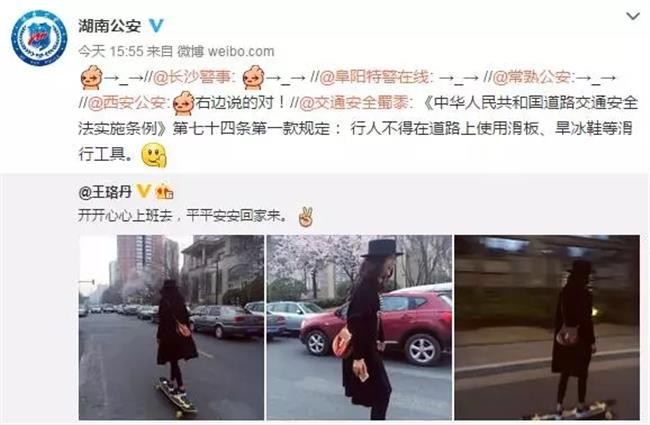 湖南公安
今天 15:55 来自 微博 weibo.com
→_→//@长沙警事: →_→ //@阜阳特警在线: →_→ //@常熟公安:→_→
//@西安公安: 右边说的对！//@交通安全罷黍: 《中华人民共和国道路交通安全
法实施条例》第七十四条第一款规定： 行人不得在道路上使用滑板、旱冰鞋等滑
行工具。
@王珞丹
开开心心上班去，平平安安回家来。